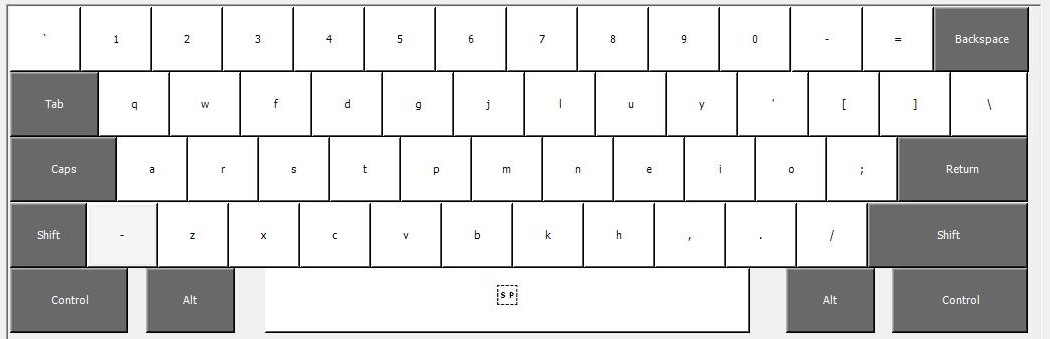 ` 1 2 3 4 5 6 7 8 9 0 - = Backspace
Tab q w f d g j l u y ' [ ] \
Caps a r s t p m n e i o ; Return
Shift - z x c v b k h , . / Shift
Control Alt SP Alt Control